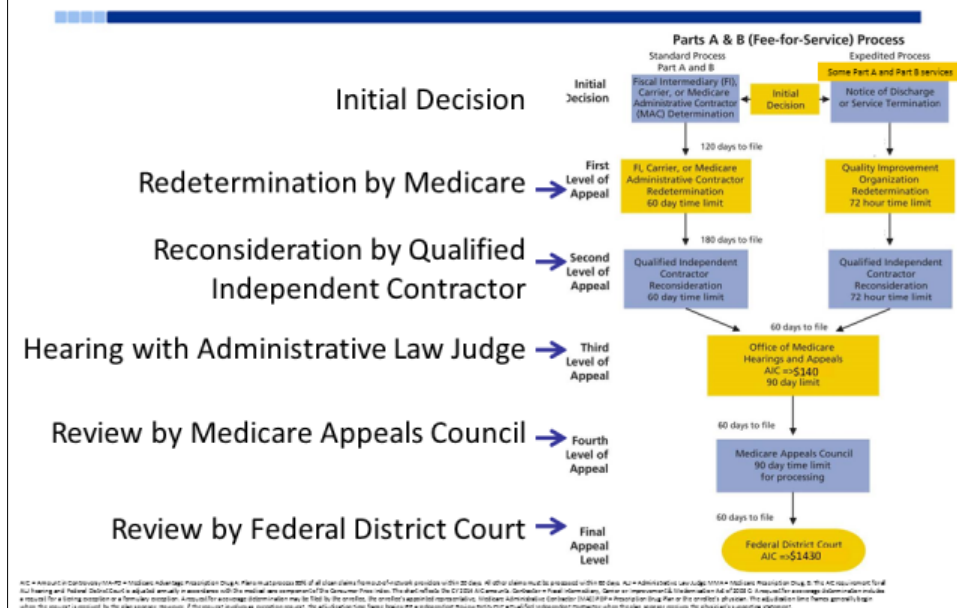 Parts A & B (Fee-for-Service) Process
Standard Process
Part A and B
Expedited Process
Some Part A and Part B services
Initial Decision
Initial
Decision
Fiscal Intermediary (FI),
Carrier, or Medicare
Administrative Contractor
(MAC) Determination
Initial
Decision
Notice of Discharge
or Service Termination
120 days to file
Redetermination by Medicare
First
Level of
Appeal
FI, Carrier, or Medicare
Administrative Contractor
Redetermination
60 day time limit
Quality Improvement
Organization
Redetermination
72 hour time limit
180 days to file
Reconsideration by Qualified
Independent Contractor
Second
Level of
Appeal
Qualified Independent
Contractor
Reconsideration
60 day time limit
Qualified Independent
Contractor
Reconsideration
72 hour time limit
60 days to file
Hearing with Administrative Law Judge
Third
Level of
Appeal
Office of Medicare
Hearings and Appeals
AIC =>$140
90 day limit
60 days to file
Review by Medicare Appeals Council
Fourth
Level of
Appeal
Medicare Appeals Council
90 day time limit
for processing
60 days to file
Review by Federal District Court
Final
Appeal
Level
Federal District Court
AIC =>$1430